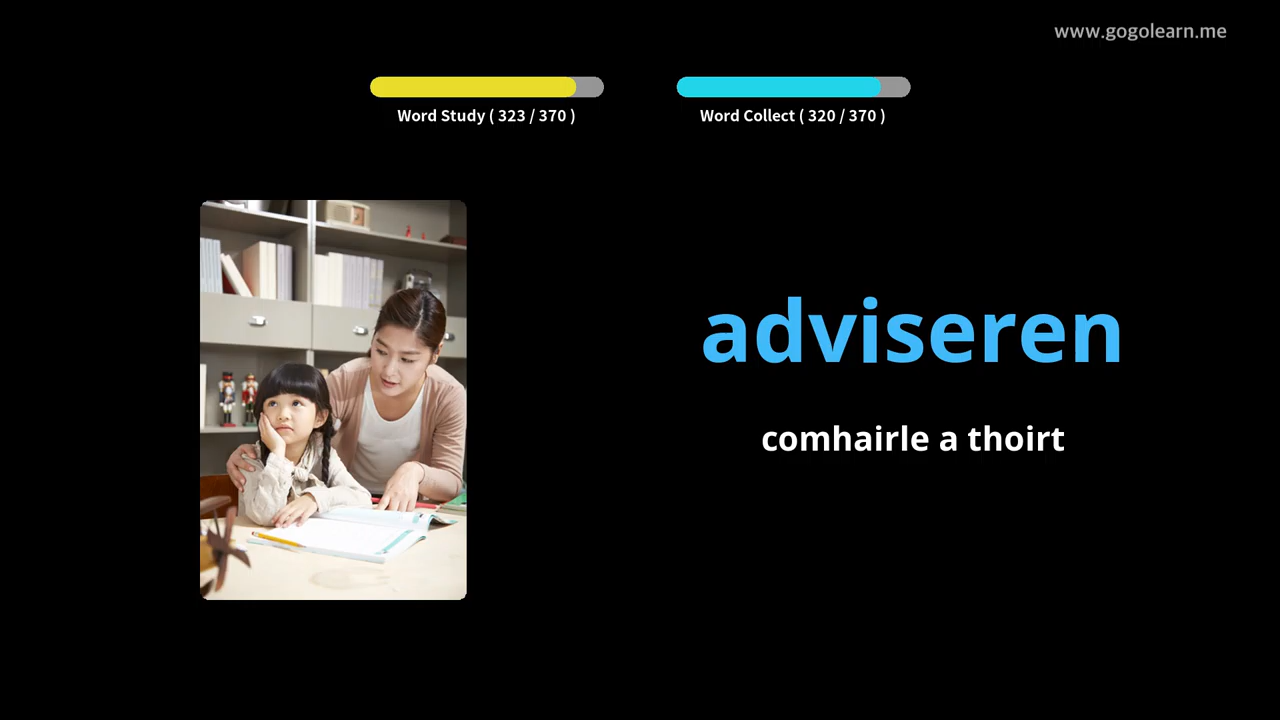 www.gogolearn.me
Word Study ( 323 / 370 )
Word Collect ( 320 / 370 )
adviseren
comhairle a thoirt